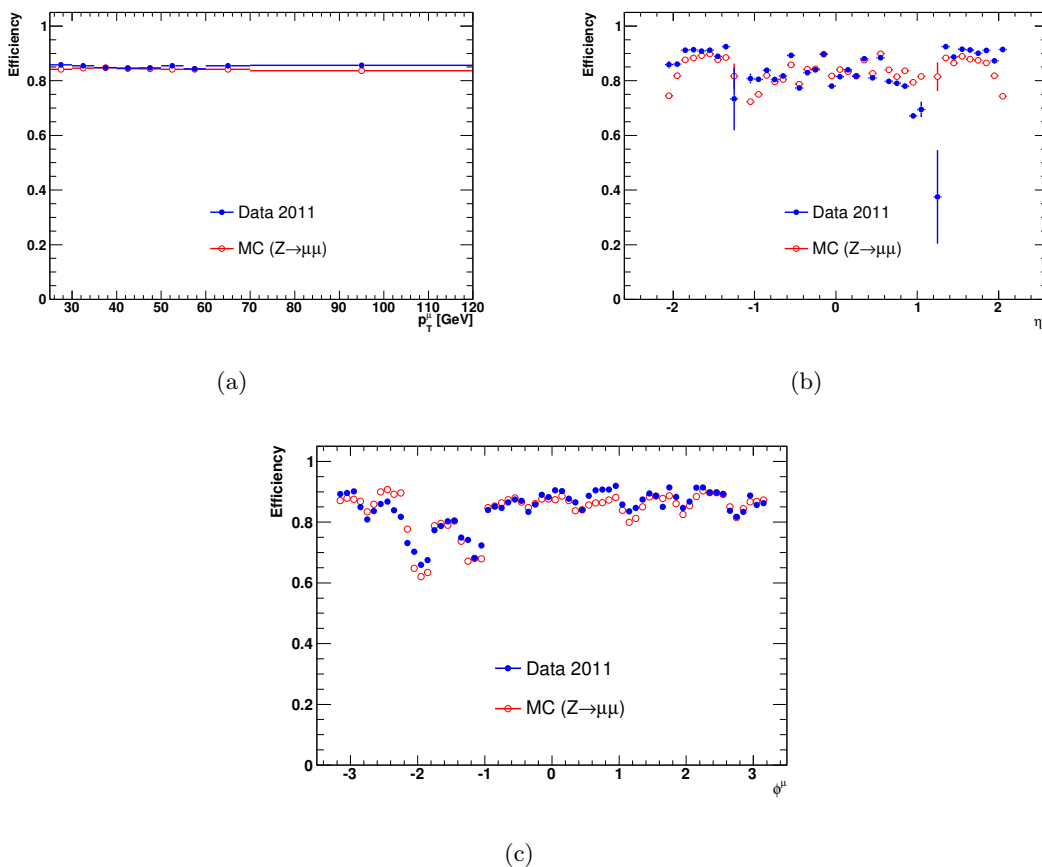 Efficiency
1
0.8
0.6
0.4
0.2
0
Data 2011
MC (Z→μμ)
30 40 50 60 70 80 90 100 110 120
p_T^μ [GeV]
(a)
Efficiency
1
0.8
0.6
0.4
0.2
0
Data 2011
MC (Z→μμ)
-2 -1 0 1 2
η
(b)
Efficiency
1
0.8
0.6
0.4
0.2
0
Data 2011
MC (Z→μμ)
-3 -2 -1 0 1 2 3
ϕ^μ
(c)